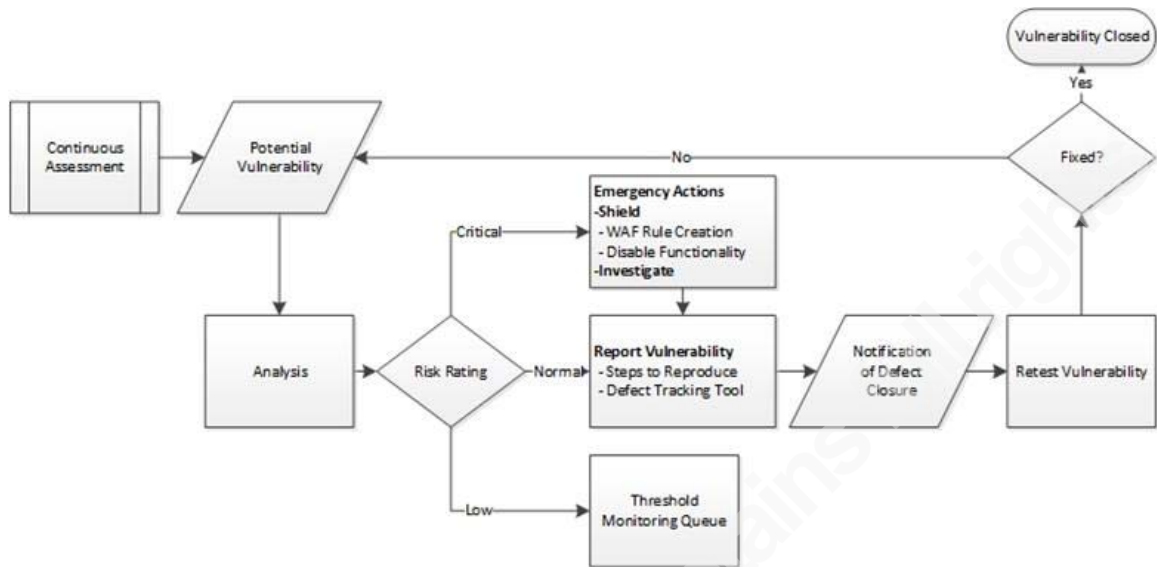 Vulnerability Closed
Yes
Continuous
Assessment
Potential
Vulnerability
No
Fixed?
Emergency Actions
-Shield
- WAF Rule Creation
- Disable Functionality
-Investigate
Critical
Analysis
Risk Rating
Normal
Report Vulnerability
- Steps to Reproduce
- Defect Tracking Tool
Notification
of Defect
Closure
Retest Vulnerability
Low
Threshold
Monitoring Queue